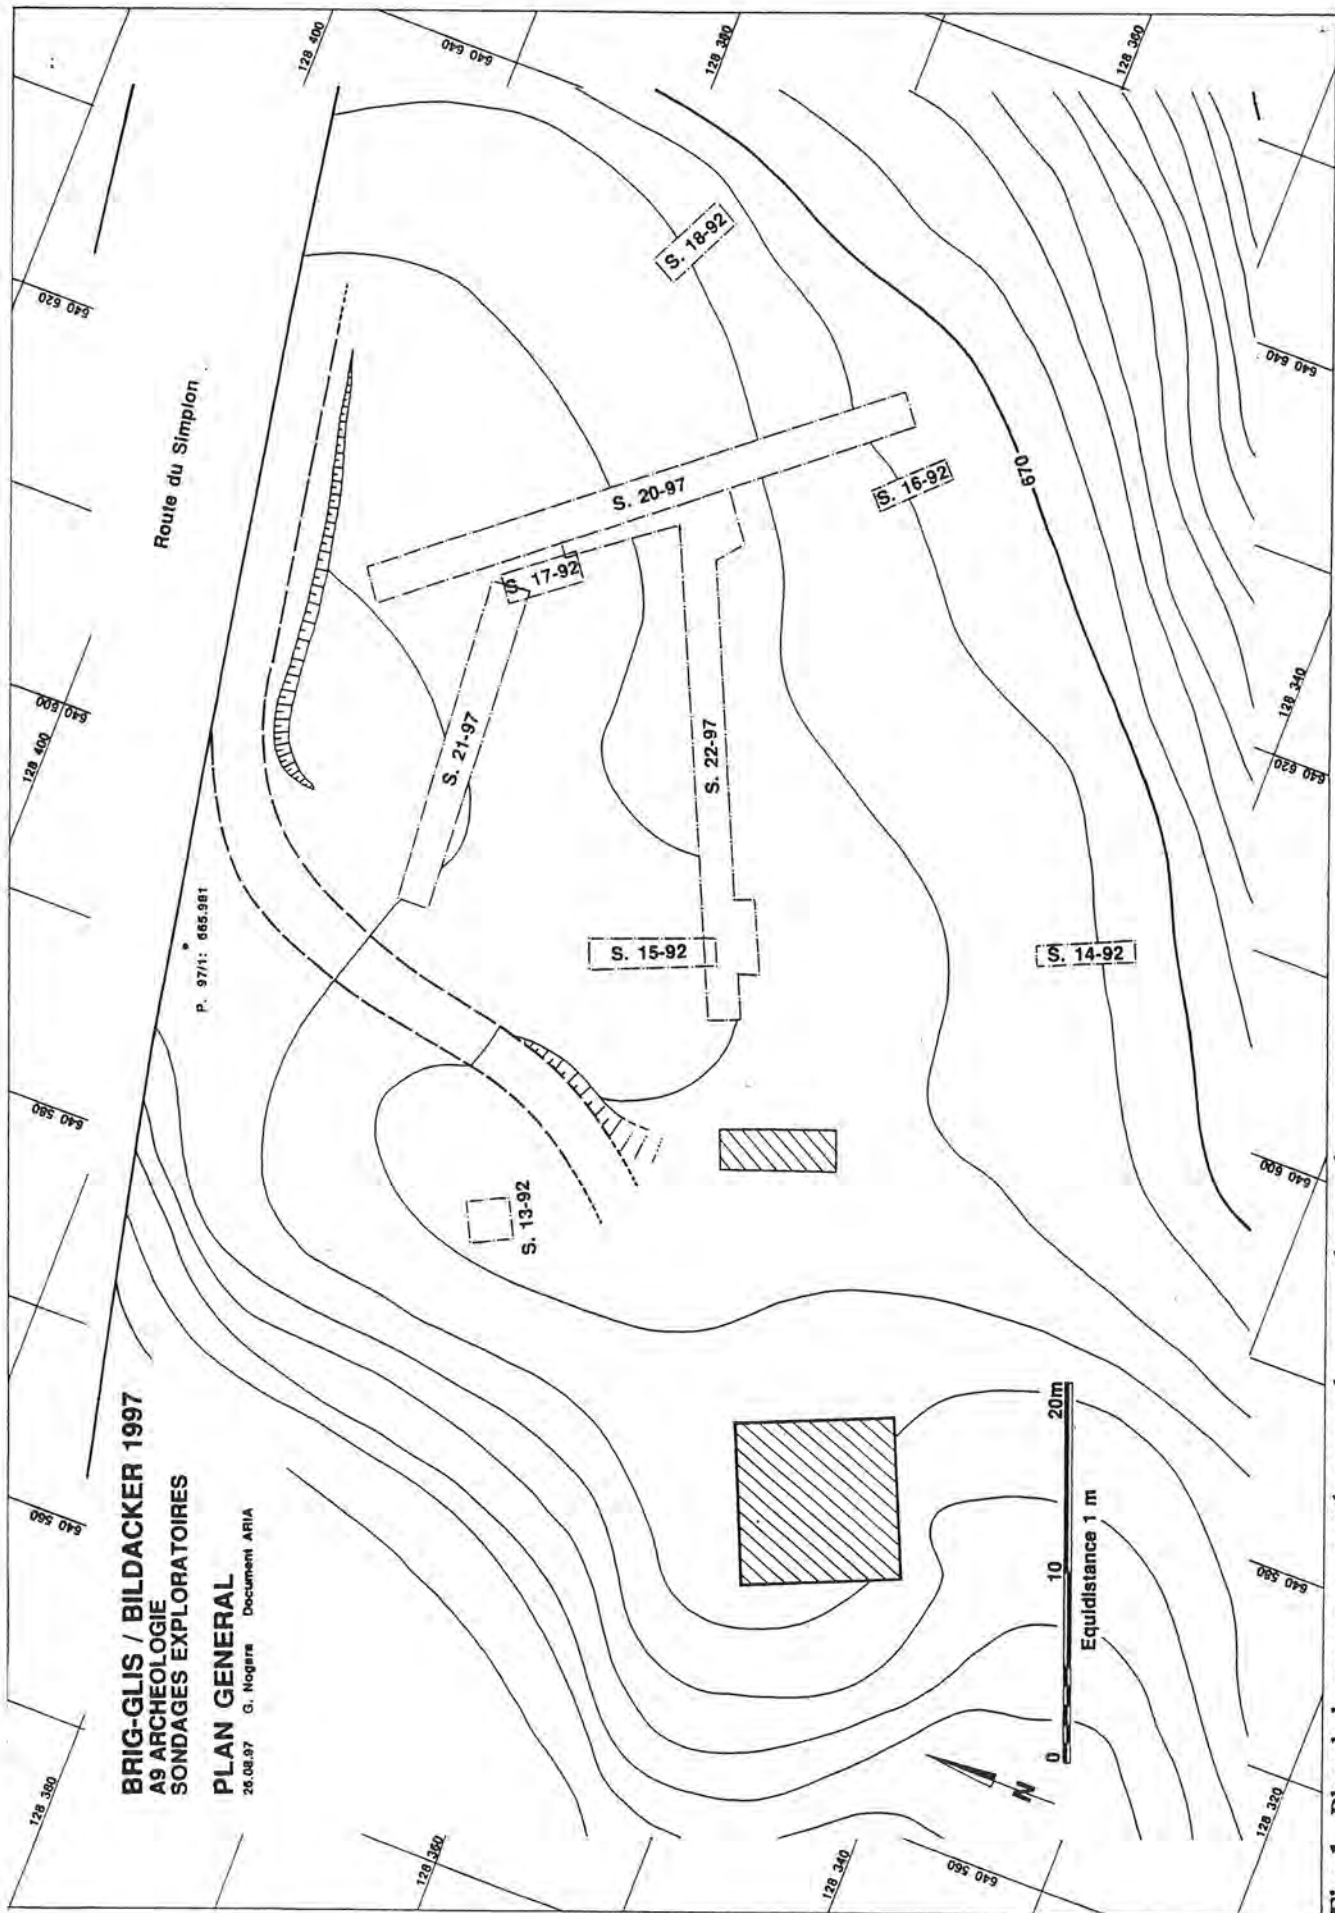 BRIG-GLIS / BILDACKER 1997
A9 ARCHEOLOGIE
SONDAGES EXPLORATOIRES
PLAN GENERAL
26.08.97 G. Nogara Document ARIA
Route du Simplon
P. 97/1: 665.981
S. 13-92
S. 14-92
S. 15-92
S. 16-92
S. 17-92
S. 18-92
S. 20-97
S. 21-97
S. 22-97
670
0 10 20m
Equidistance 1 m
N
128 380
640 560
640 580
640 600
128 400
640 620
128 400
640 640
128 380
128 360
640 640
128 340
640 620
640 600
640 580
128 320
640 560
128 340
128 360